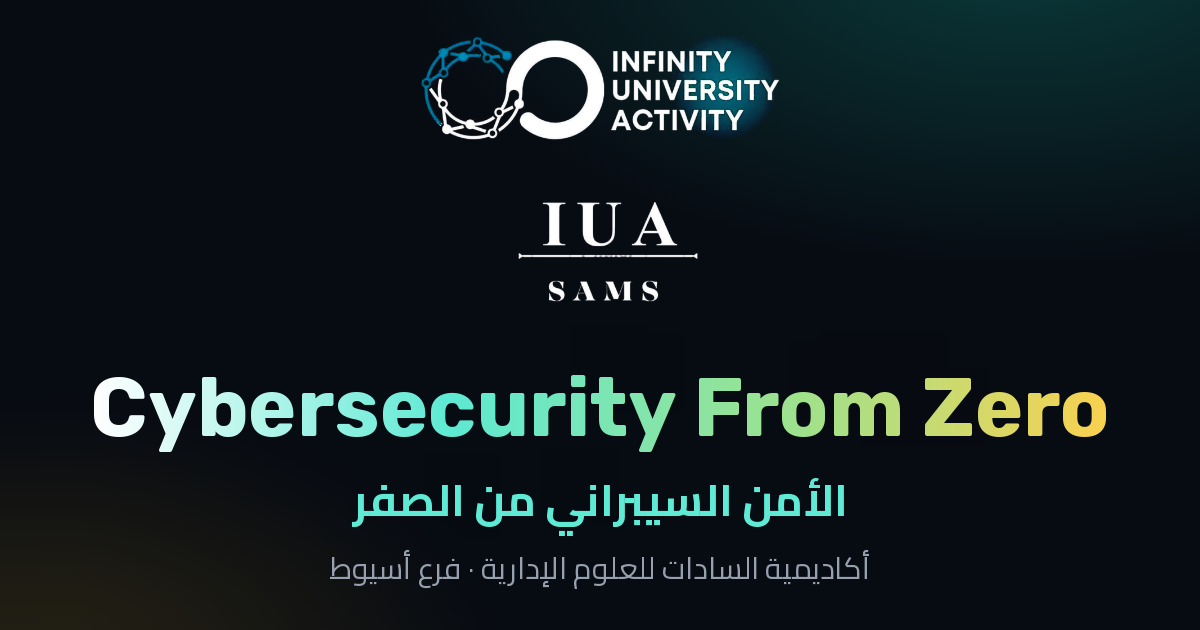 INFINITY
UNIVERSITY
ACTIVITY
IUA
SAMS
Cybersecurity From Zero
الأمن السيبراني من الصفر
أكاديمية السادات للعلوم الإدارية · فرع أسيوط